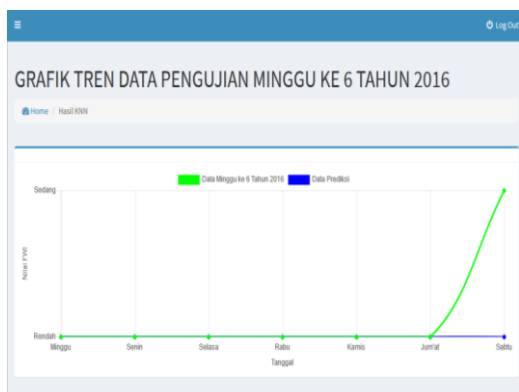 Log Out
GRAFIK TREN DATA PENGUJIAN MINGGU KE 6 TAHUN 2016
Home / Hasil KNN
Data Minggu ke 6 Tahun 2016 Data Prediksi
Sedang
Nilai FWI
Rendah
Minggu Senin Selasa Rabu Kamis Jum'at Sabtu
Tanggal